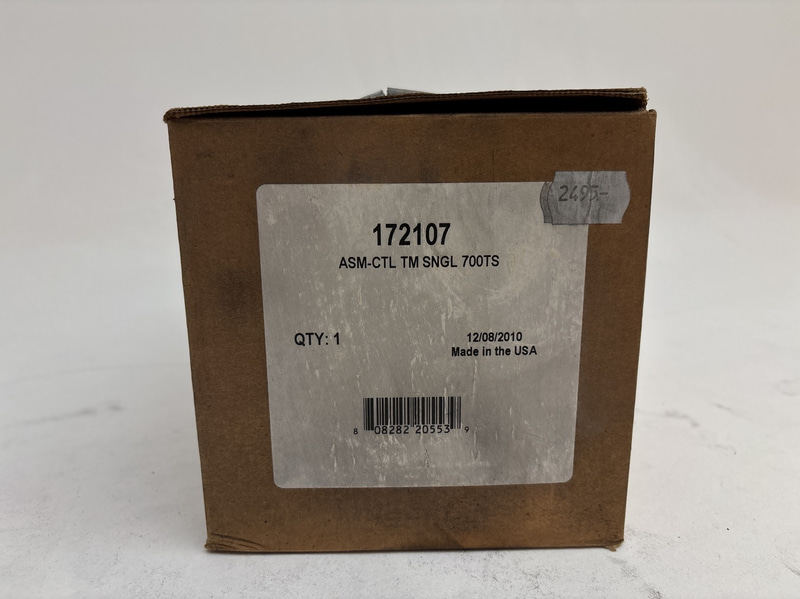 2495.-
172107
ASM-CTL TM SNGL 700TS
QTY: 1
12/08/2010
Made in the USA
8 08282 20553 9